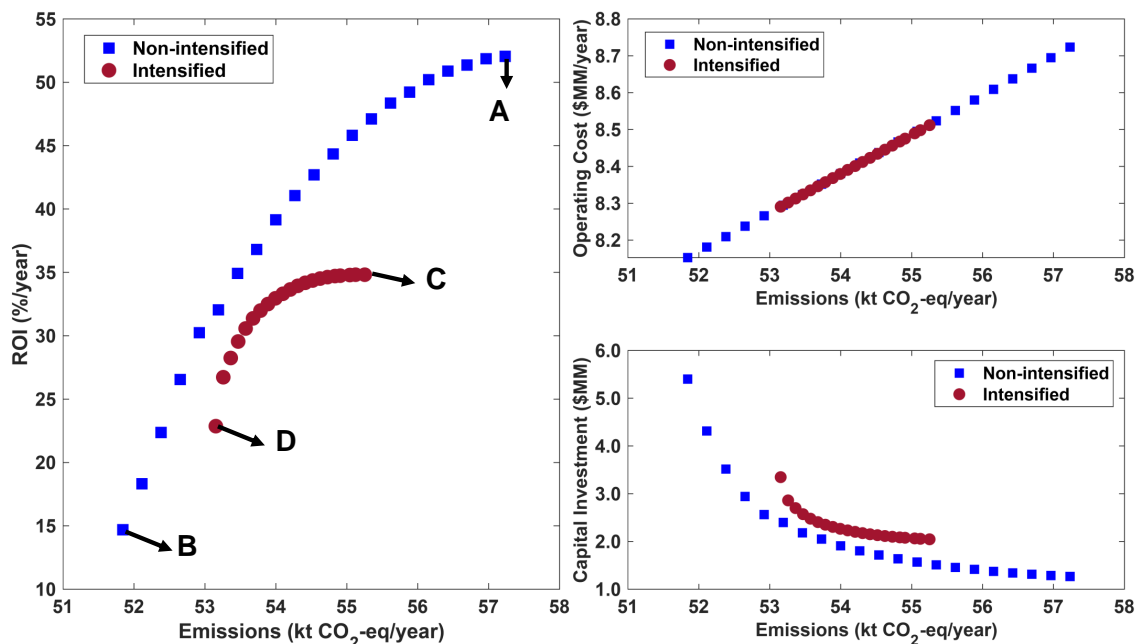 55
50
45
40
35
30
25
20
15
10
ROI (%/year)
Non-intensified
Intensified
A
C
D
B
51 52 53 54 55 56 57 58
Emissions (kt CO₂-eq/year)
8.8
8.7
8.6
8.5
8.4
8.3
8.2
Operating Cost ($MM/year)
Non-intensified
Intensified
51 52 53 54 55 56 57 58
Emissions (kt CO₂-eq/year)
6.0
5.0
4.0
3.0
2.0
1.0
Capital Investment ($MM)
Non-intensified
Intensified
51 52 53 54 55 56 57 58
Emissions (kt CO₂-eq/year)